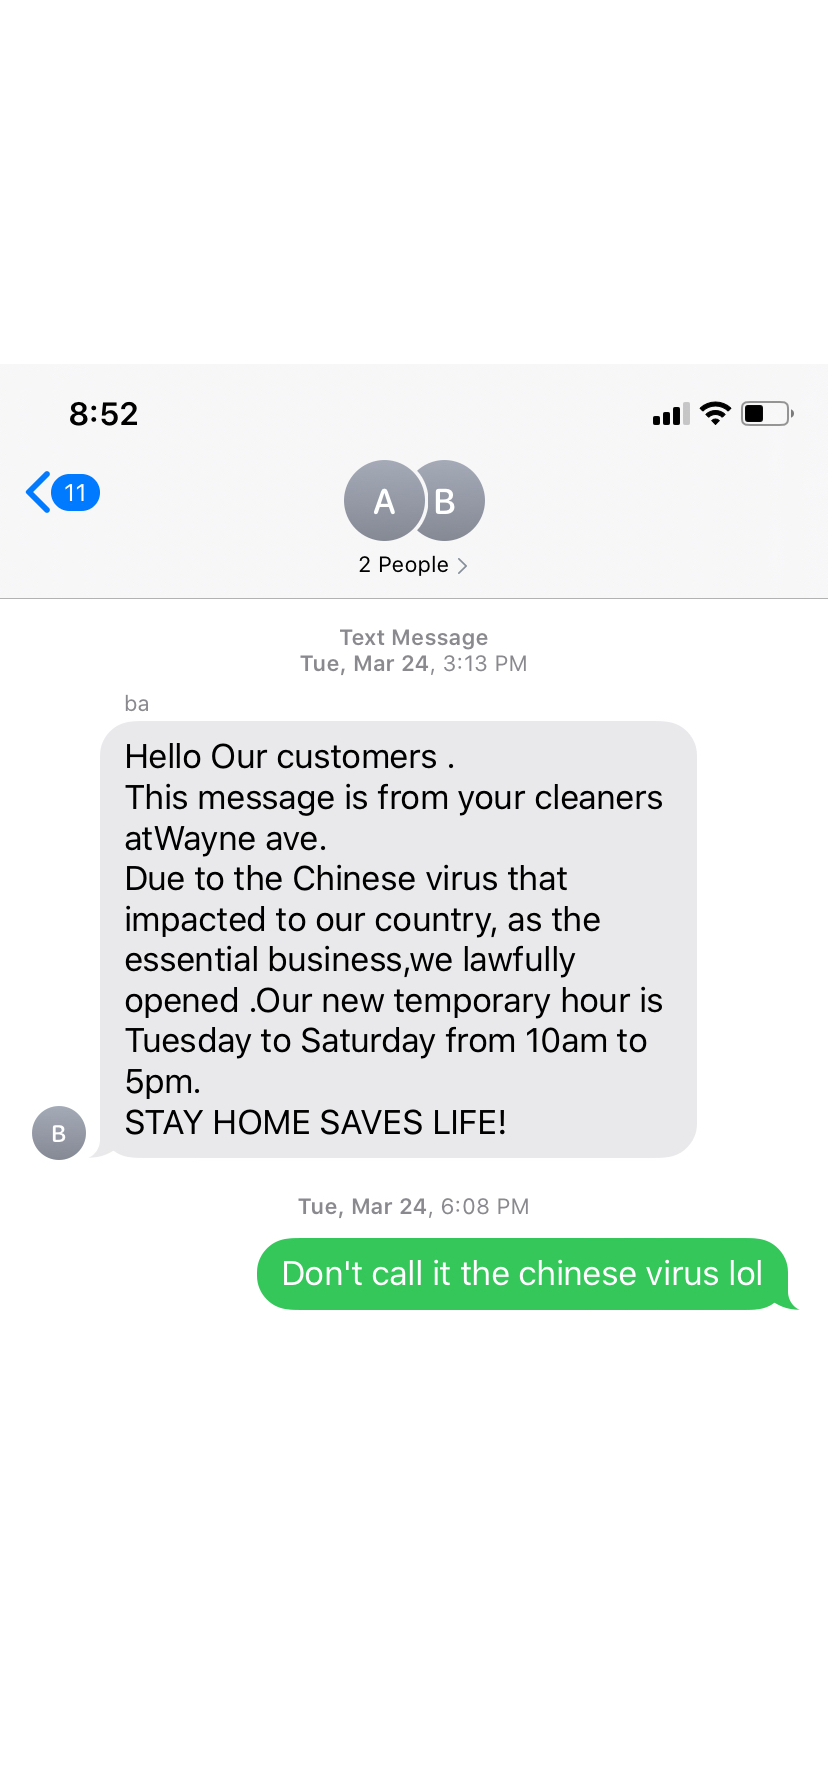 8:52
11
A B
2 People >
Text Message
Tue, Mar 24, 3:13 PM
ba
Hello Our customers .
This message is from your cleaners
atWayne ave.
Due to the Chinese virus that
impacted to our country, as the
essential business,we lawfully
opened .Our new temporary hour is
Tuesday to Saturday from 10am to
5pm.
STAY HOME SAVES LIFE!
B
Tue, Mar 24, 6:08 PM
Don't call it the chinese virus lol